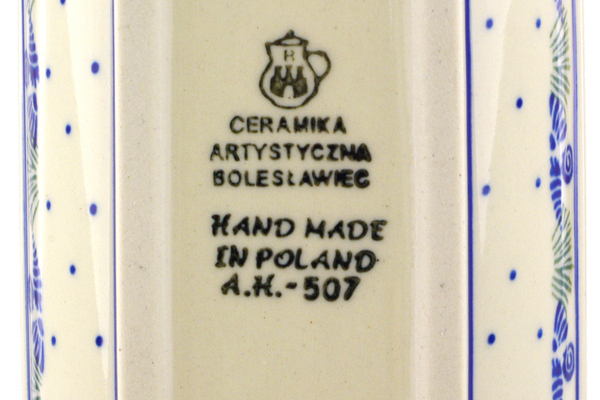 B
CERAMIKA
ARTYSTYCZNA
BOLESŁAWIEC
HAND MADE
IN POLAND
A.H.-507